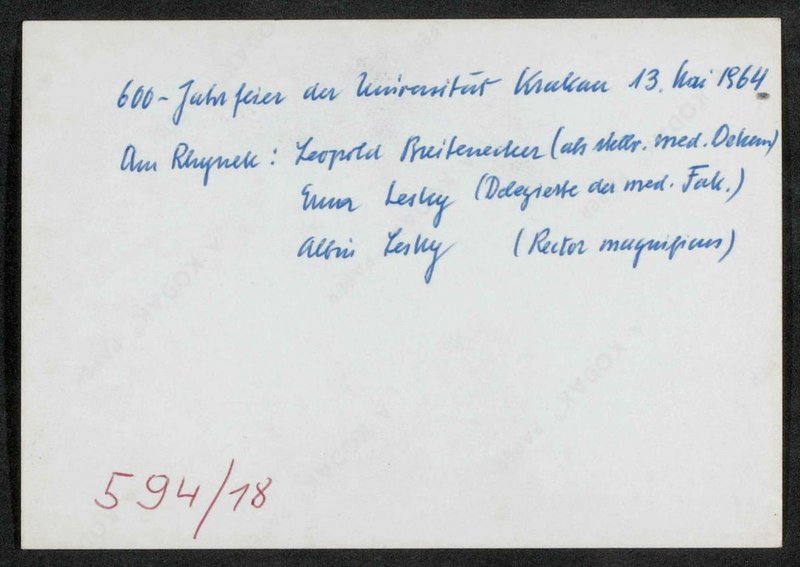 600-Jahrfeier der Universität Krakau 13. Mai 1964
Am Rhynek: Leopold Breitenecker (als stellv. med. Dekan)
Erna Lesky (Delegierte der med. Fak.)
Albin Lesky (Rector magnificus)
594/18